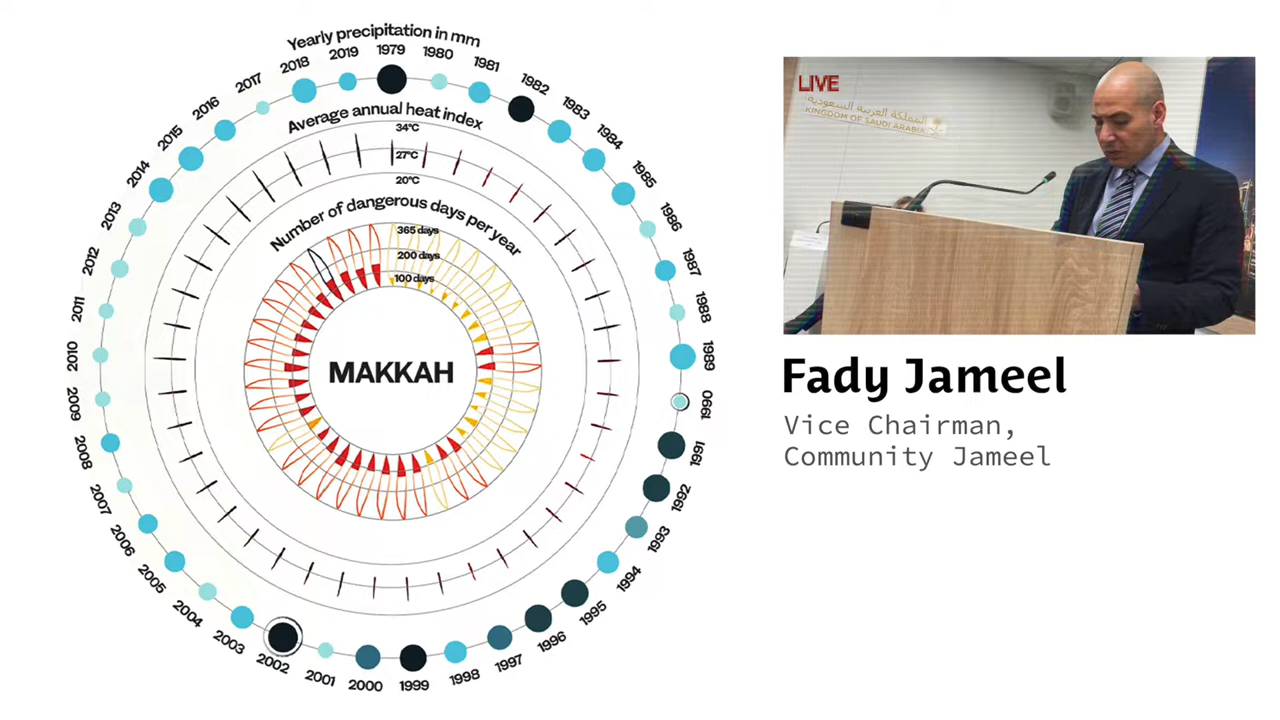 Yearly precipitation in mm
1979
1980
1981
1982
1983
1984
1985
1986
1987
1988
1989
1990
1991
1992
1993
1994
1995
1996
1997
1998
1999
2000
2001
2002
2003
2004
2005
2006
2007
2008
2009
2010
2011
2012
2013
2014
2015
2016
2017
2018
2019
Average annual heat index
34°C
27°C
20°C
Number of dangerous days per year
365 days
200 days
100 days
MAKKAH
LIVE
المملكة العربية السعودية
KINGDOM OF SAUDI ARABIA
Fady Jameel
Vice Chairman,
Community Jameel